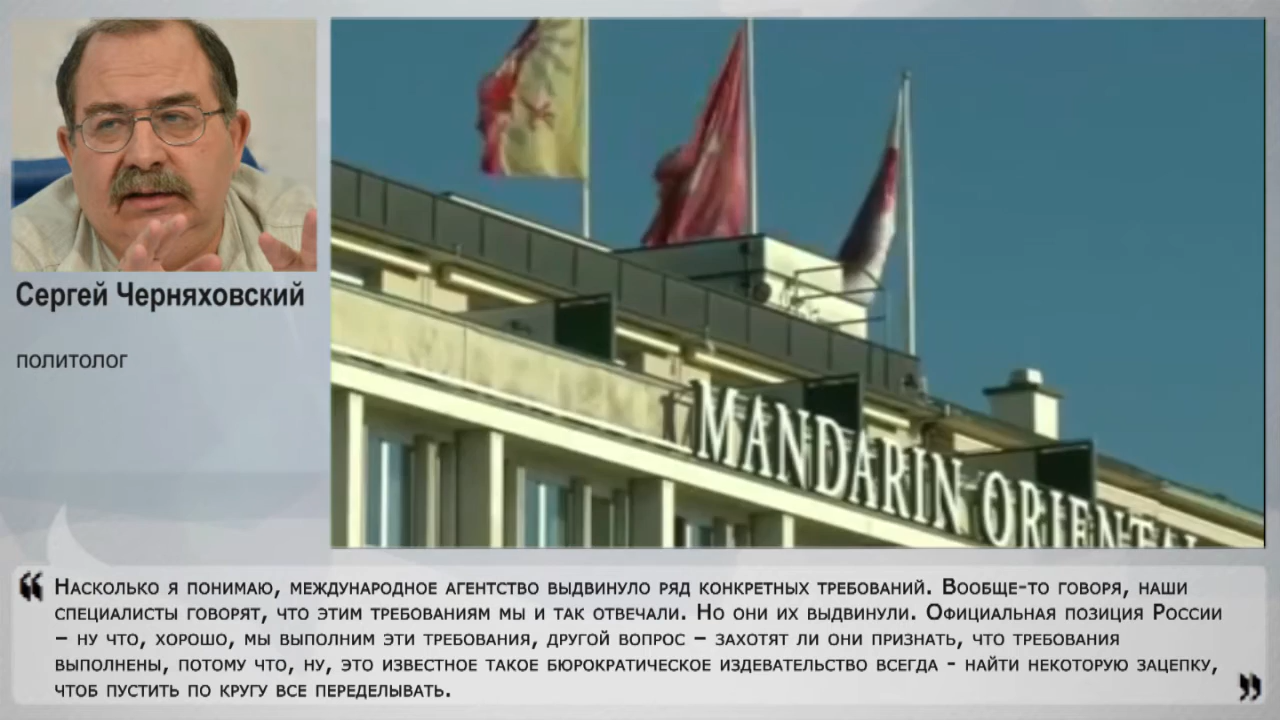 Сергей Черняховский
политолог
MANDARIN ORIENTAL
“ Насколько я понимаю, международное агентство выдвинуло ряд конкретных требований. Вообще-то говоря, наши
специалисты говорят, что этим требованиям мы и так отвечали. Но они их выдвинули. Официальная позиция России
– ну что, хорошо, мы выполним эти требования, другой вопрос – захотят ли они признать, что требования
выполнены, потому что, ну, это известное такое бюрократическое издевательство всегда - найти некоторую зацепку,
чтоб пустить по кругу все переделывать. ”